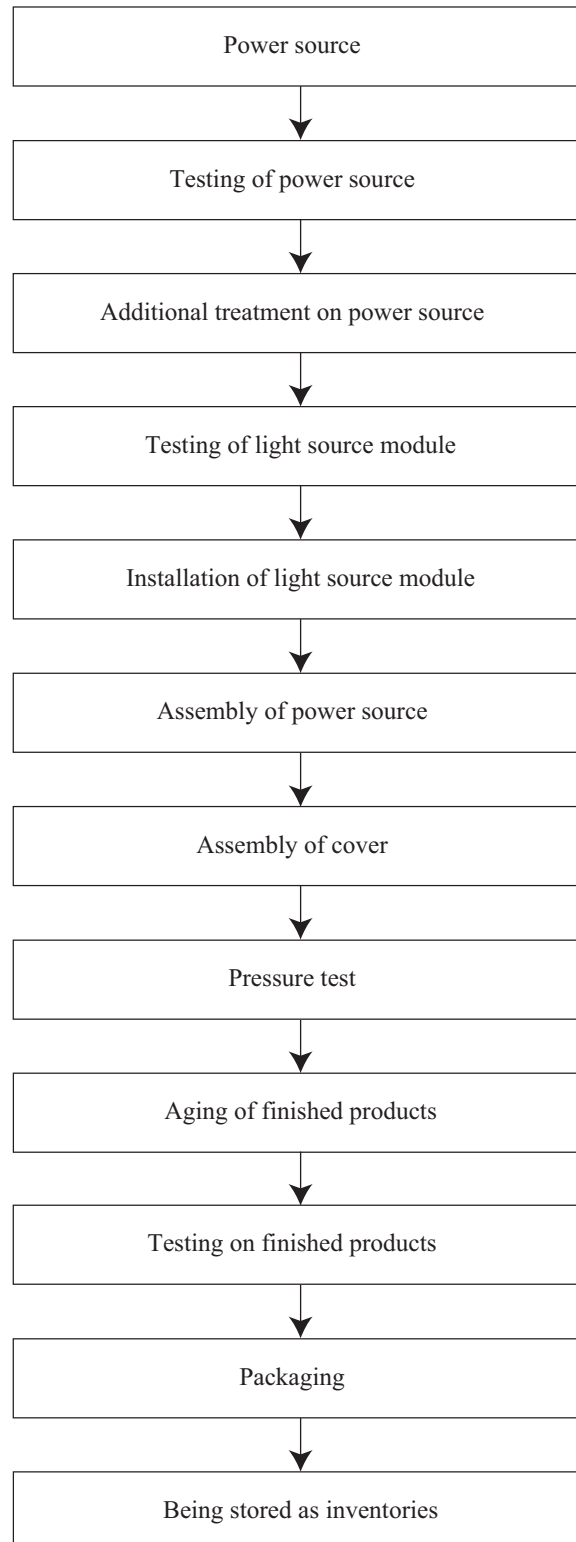 Power source
Testing of power source
Additional treatment on power source
Testing of light source module
Installation of light source module
Assembly of power source
Assembly of cover
Pressure test
Aging of finished products
Testing on finished products
Packaging
Being stored as inventories